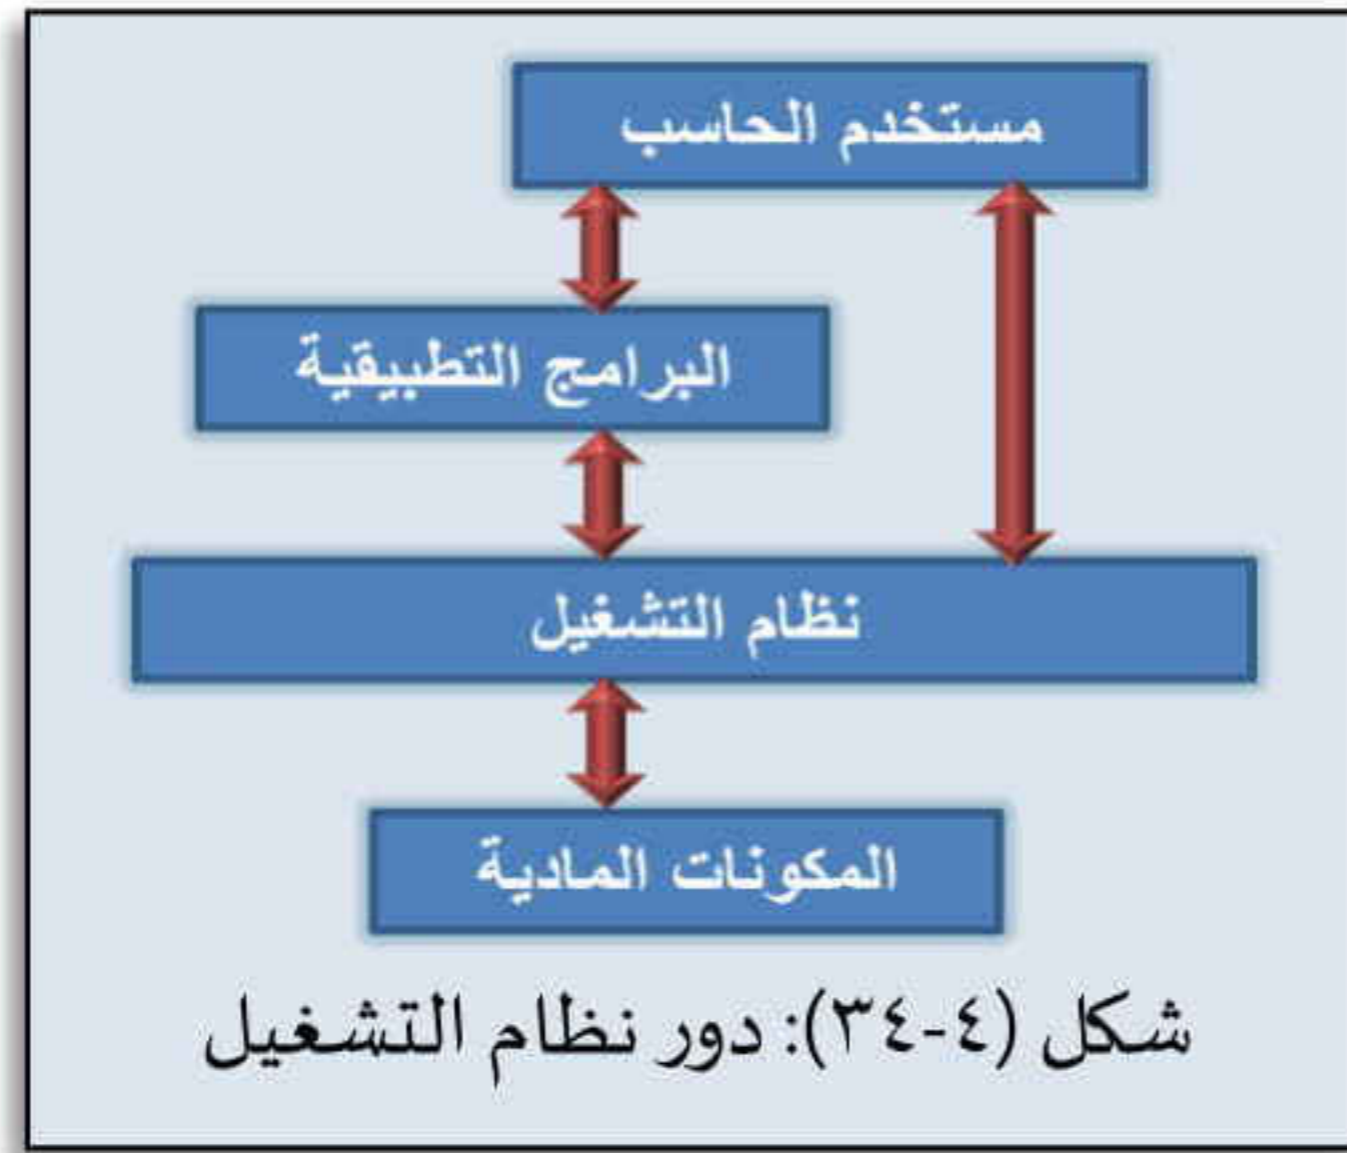 مستخدم الحاسب
البرامج التطبيقية
نظام التشغيل
المكونات المادية
شكل (٤-٣٤): دور نظام التشغيل